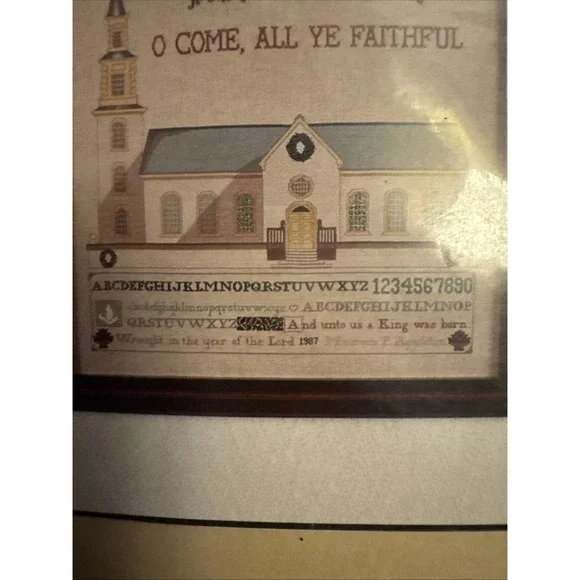 O COME, ALL YE FAITHFUL
ABCDEFGHIJKLMNOPQRSTUVWXYZ 1234567890
abcdefghijklmnopqrstuvwxyz ABCDEFGHIJKLMNOP
QRSTUVWXYZ And unto us a King was born
Wrought in the year of the Lord 1987